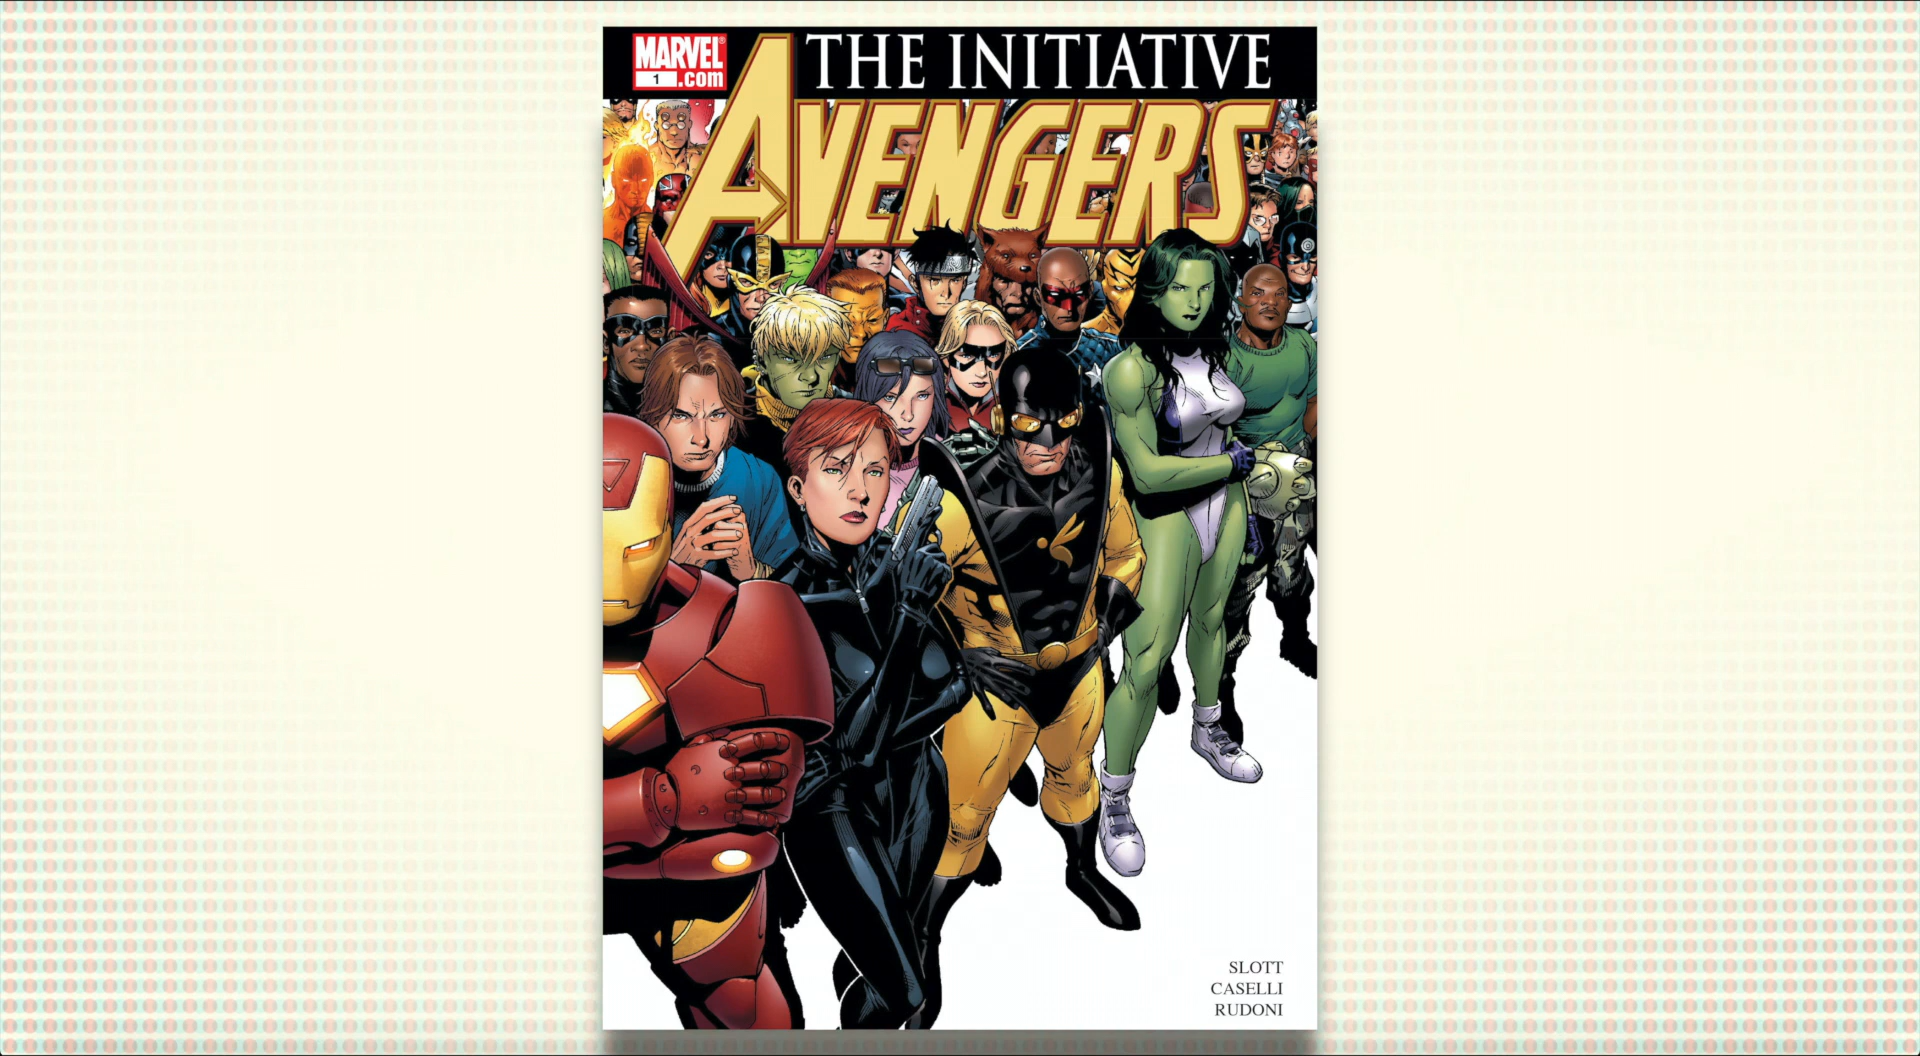 MARVEL®
1 .com
THE INITIATIVE
AVENGERS
SLOTT
CASELLI
RUDONI